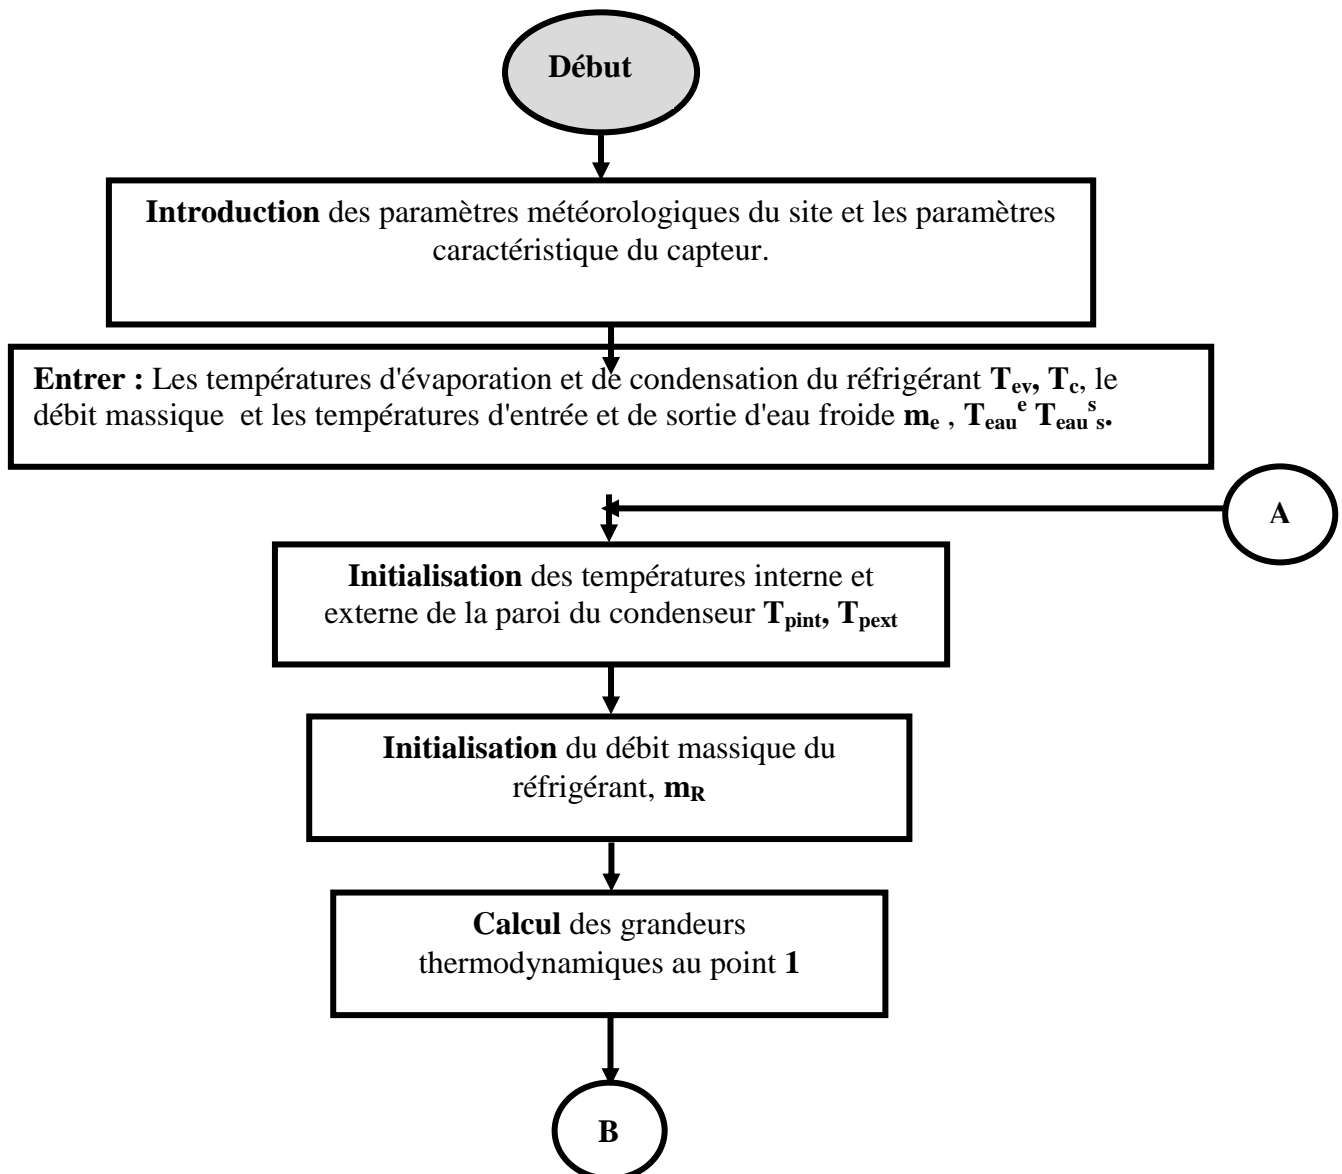 Début
Introduction des paramètres météorologiques du site et les paramètres
caractéristique du capteur.
Entrer : Les températures d'évaporation et de condensation du réfrigérant Tev, Tc, le
débit massique et les températures d'entrée et de sortie d'eau froide me , Teau^e Teau^s s.
A
Initialisation des températures interne et
externe de la paroi du condenseur Tpint, Tpext
Initialisation du débit massique du
réfrigérant, mR
Calcul des grandeurs
thermodynamiques au point 1
B